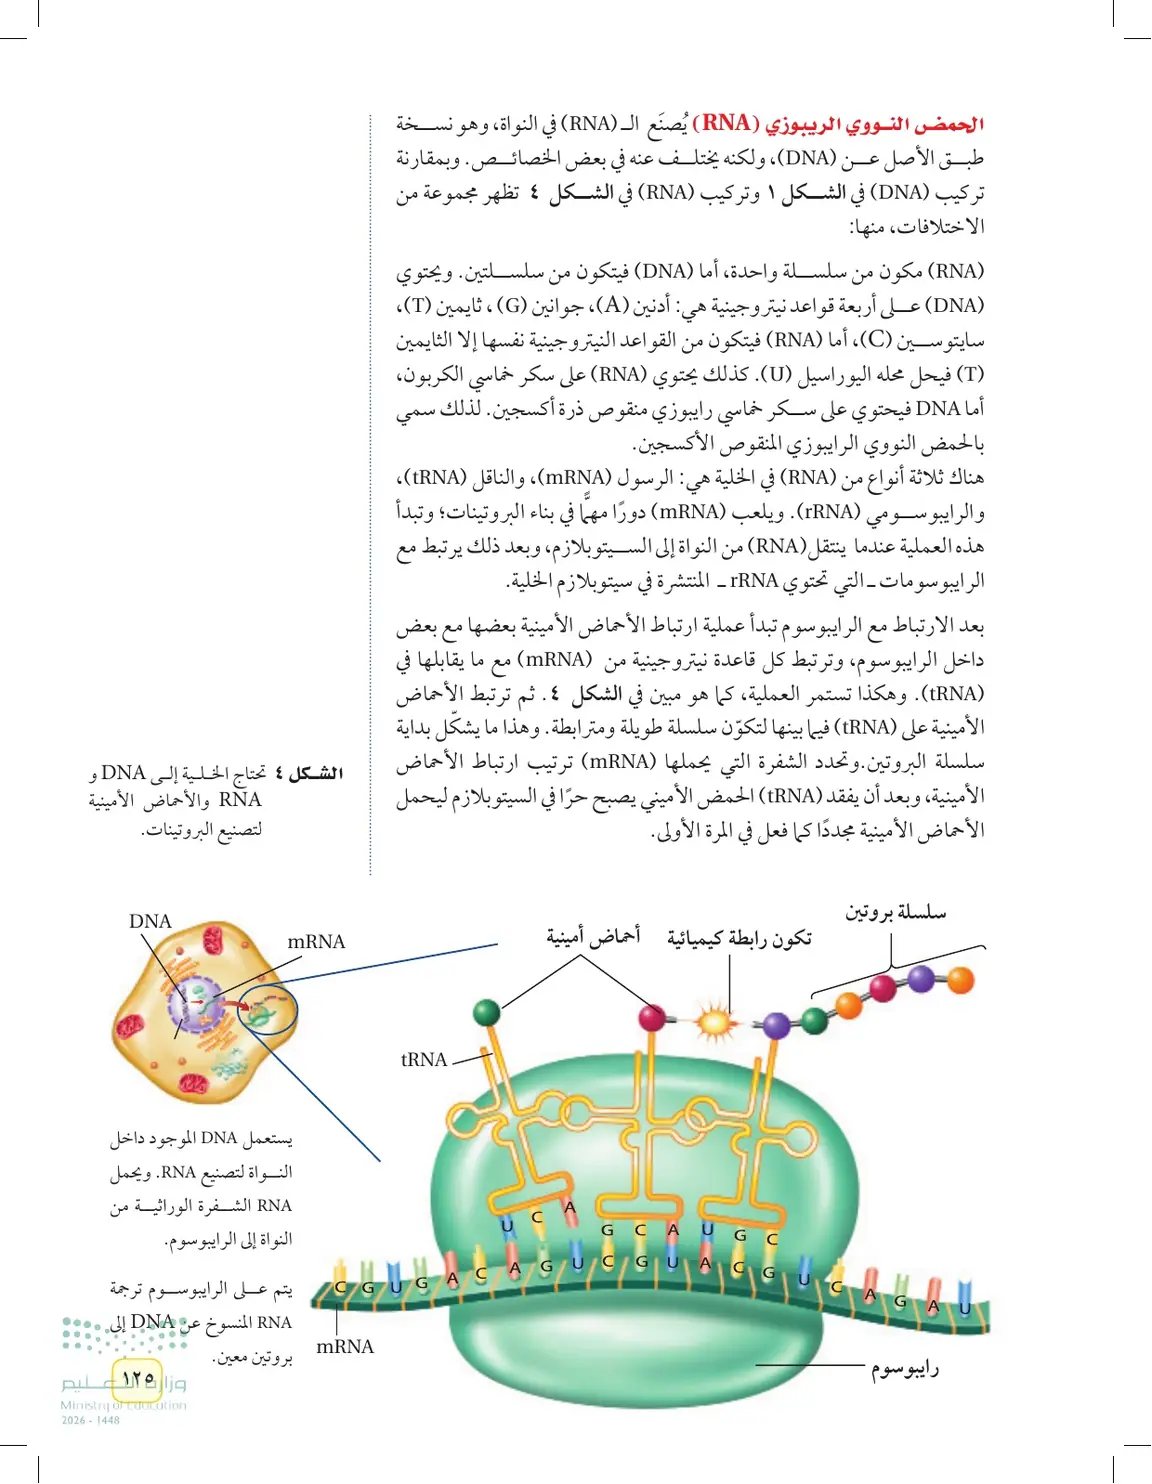 الحمض النووي الريبوزي (RNA) يُصنَع الـ (RNA) في النواة، وهو نسخة
طبق الأصل عن (DNA)، ولكنه يختلف عنه في بعض الخصائص. وبمقارنة
تركيب (DNA) في الشكل ١ وتركيب (RNA) في الشكل ٤ تظهر مجموعة من
الاختلافات، منها:
(RNA) مكون من سلسلة واحدة، أما (DNA) فيتكون من سلسلتين. ويحتوي
(DNA) على أربعة قواعد نيتروجينية هي: أدنين (A)، جوانين (G) ، ثايمين (T)،
سايتوسين (C)، أما (RNA) فيتكون من القواعد النيتروجينية نفسها إلا الثايمين
(T) فيحل محله اليوراسيل (U). كذلك يحتوي (RNA) على سكر خماسي الكربون،
أما DNA فيحتوي على سكر خماسي رايبوزي منقوص ذرة أكسجين. لذلك سمي
بالحمض النووي الرايبوزي المنقوص الأكسجين.
هناك ثلاثة أنواع من (RNA) في الخلية هي: الرسول (mRNA)، والناقل (tRNA)،
والرايبوسومي (rRNA). ويلعب (mRNA) دورًا مهمًّا في بناء البروتينات؛ وتبدأ
هذه العملية عندما ينتقل(RNA) من النواة إلى السيتوبلازم، وبعد ذلك يرتبط مع
الرايبوسومات ـ التي تحتوي rRNA ـ المنتشرة في سيتوبلازم الخلية.
بعد الارتباط مع الرايبوسوم تبدأ عملية ارتباط الأحماض الأمينية بعضها مع بعض
داخل الرايبوسوم، وترتبط كل قاعدة نيتروجينية من (mRNA) مع ما يقابلها في
(tRNA). وهكذا تستمر العملية، كما هو مبين في الشكل ٤. ثم ترتبط الأحماض
الأمينية على (tRNA) فيما بينها لتكوّن سلسلة طويلة ومترابطة. وهذا ما يشكّل بداية
سلسلة البروتين.وتحدد الشفرة التي يحملها (mRNA) ترتيب ارتباط الأحماض
الأمينية، وبعد أن يفقد (tRNA) الحمض الأميني يصبح حرًا في السيتوبلازم ليحمل
الأحماض الأمينية مجددًا كما فعل في المرة الأولى.
الشكل ٤ تحتاج الخلية إلى DNA و
RNA والأحماض الأمينية
لتصنيع البروتينات.
سلسلة بروتين
تكون رابطة كيميائية
أحماض أمينية
DNA
mRNA
tRNA
يستعمل DNA الموجود داخل
النواة لتصنيع RNA. ويحمل
RNA الشفرة الوراثية من
النواة إلى الرايبوسوم.
يتم على الرايبوسوم ترجمة
RNA المنسوخ عن DNA إلى
بروتين معين.
U C A G C A U G C
C G U G A C A G U C G U A C G U C A G A U
mRNA
رايبوسوم
١٢٥
وزارة التعليم
Ministry of Education
2026 - 1448